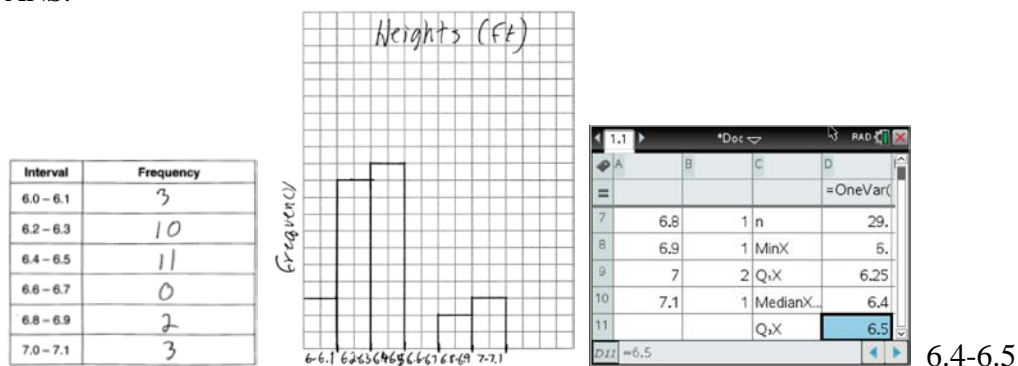 Heights (ft)
Interval Frequency
6.0 – 6.1 3
6.2 – 6.3 10
6.4 – 6.5 11
6.6 – 6.7 0
6.8 – 6.9 2
7.0 – 7.1 3
Frequency
6-6.1 6.2-6.3 6.4-6.5 6.6-6.7 6.8-6.9 7-7.1
1.1 *Doc RAD
A B C D
= =OneVar(
7 6.8 1 n 29.
8 6.9 1 MinX 6.
9 7 2 Q₁X 6.25
10 7.1 1 MedianX... 6.4
11 Q₃X 6.5
D11 =6.5
6.4-6.5